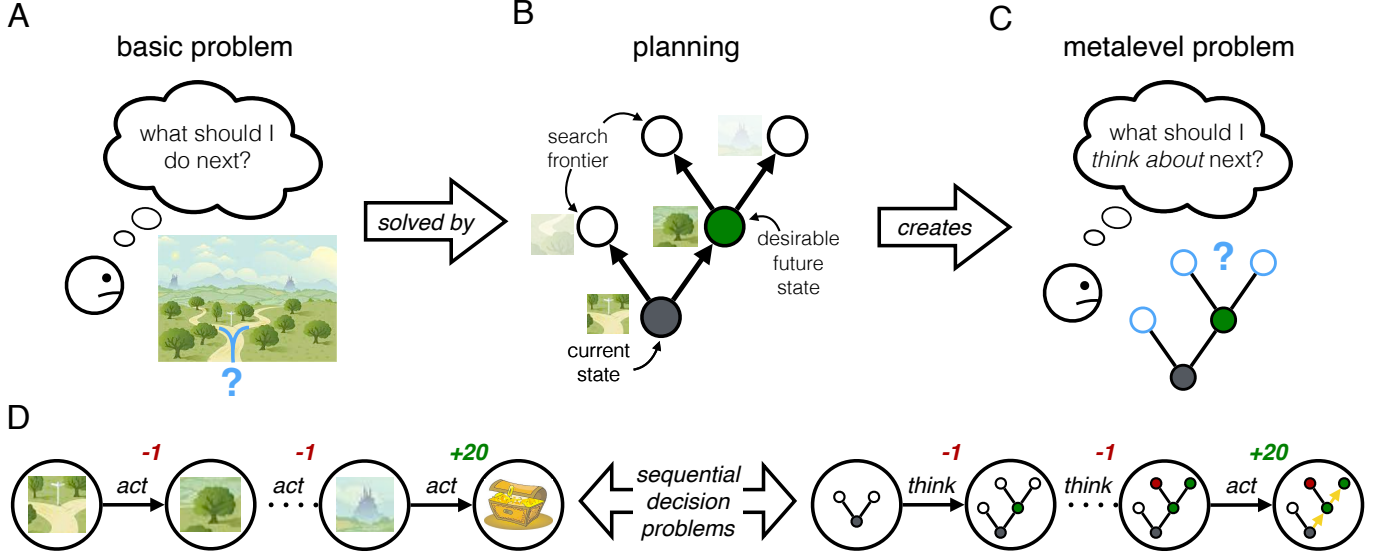 A
basic problem
what should I
do next?
?
solved by
B
planning
search
frontier
desirable
future
state
current
state
creates
C
metalevel problem
what should I
think about next?
?
D
-1
act
-1
act
+20
act
sequential
decision
problems
-1
think
-1
think
+20
act